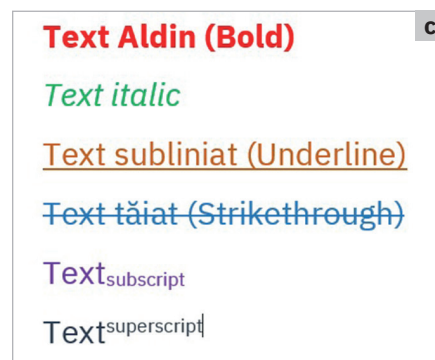 c
Text Aldin (Bold)
Text italic
Text subliniat (Underline)
Text tăiat (Strikethrough)
Textsubscript
Textsuperscript